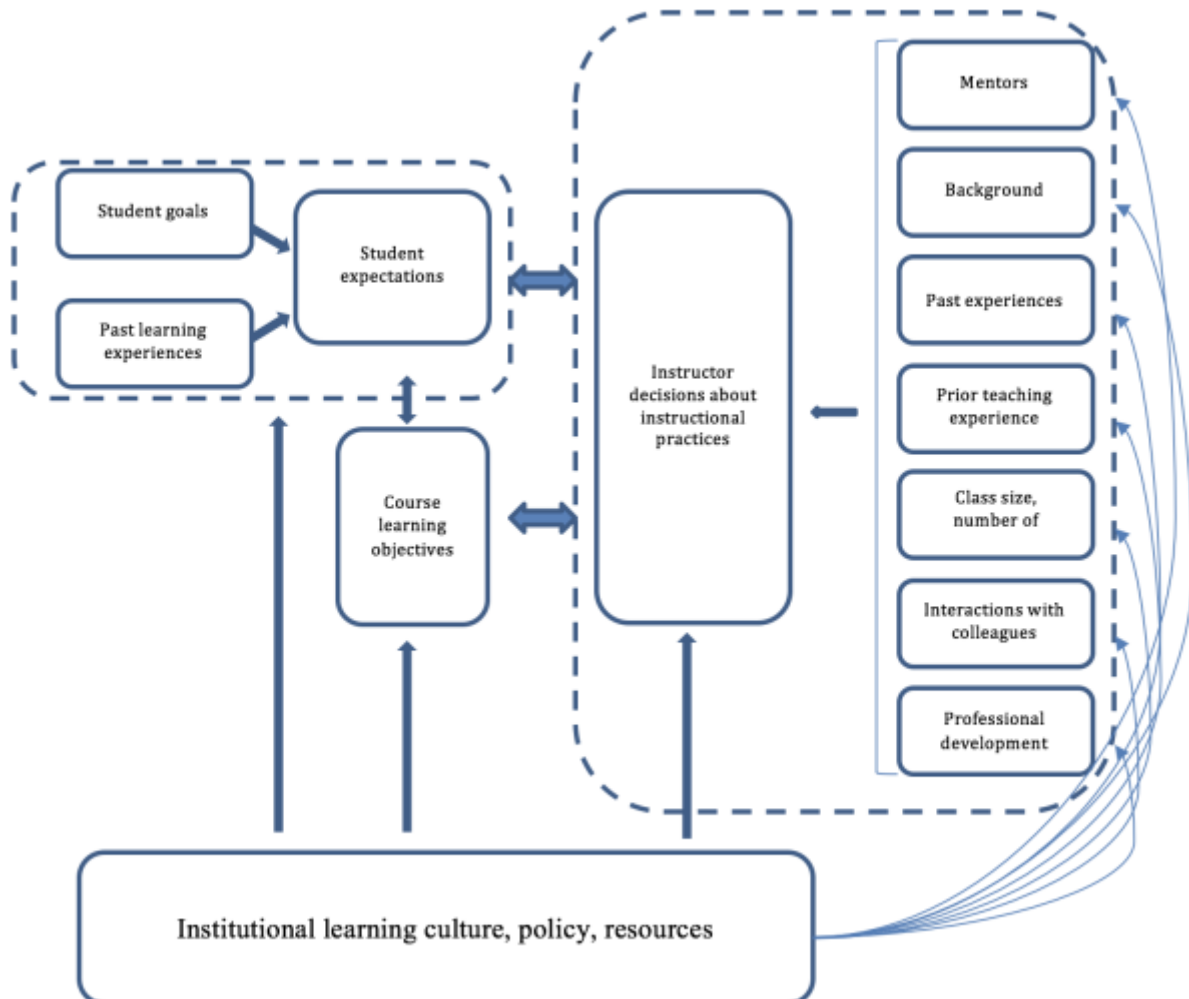 Mentors
Background
Student goals
Student
expectations
Past experiences
Past learning
experiences
Instructor
decisions about
instructional
practices
Prior teaching
experience
Course
learning
objectives
Class size,
number of
Interactions with
colleagues
Professional
development
Institutional learning culture, policy, resources